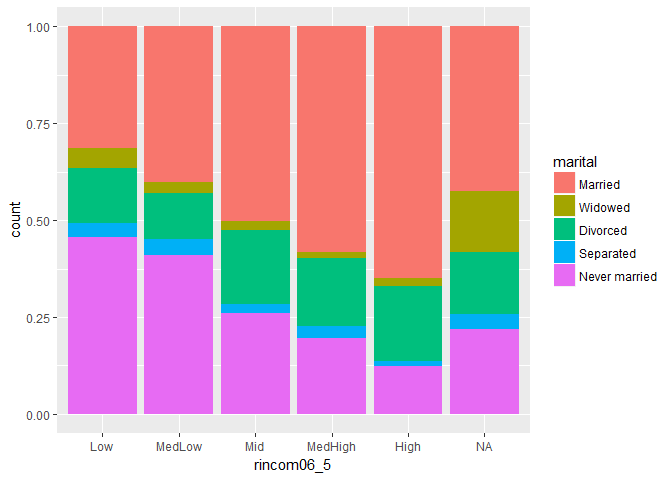 1.00
0.75
0.50
0.25
0.00
count
Low MedLow Mid MedHigh High NA
rincom06_5
marital
Married
Widowed
Divorced
Separated
Never married